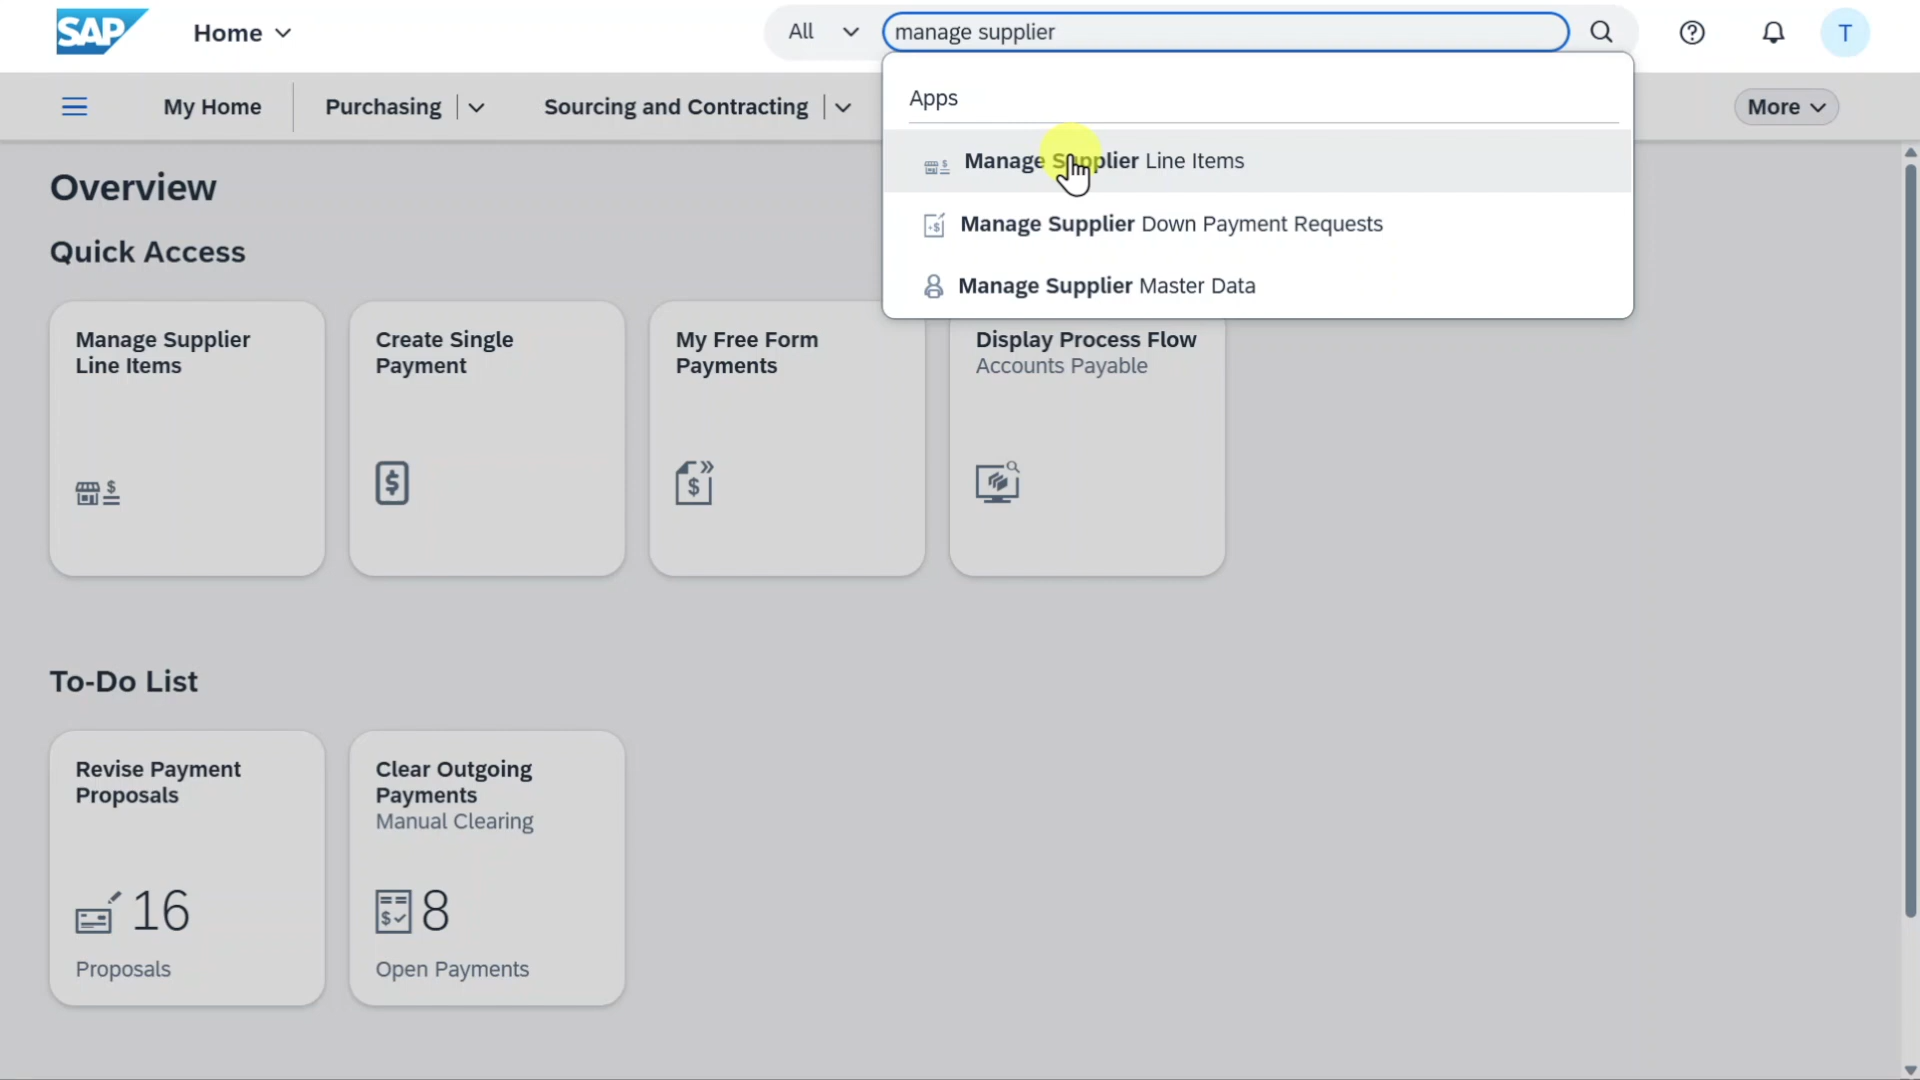 SAP
Home
All
manage supplier
T
My Home
Purchasing
Sourcing and Contracting
More
Apps
Manage Supplier Line Items
Manage Supplier Down Payment Requests
Manage Supplier Master Data
Overview
Quick Access
Manage Supplier
Line Items
Create Single
Payment
My Free Form
Payments
Display Process Flow
Accounts Payable
To-Do List
Revise Payment
Proposals
16
Proposals
Clear Outgoing
Payments
Manual Clearing
8
Open Payments